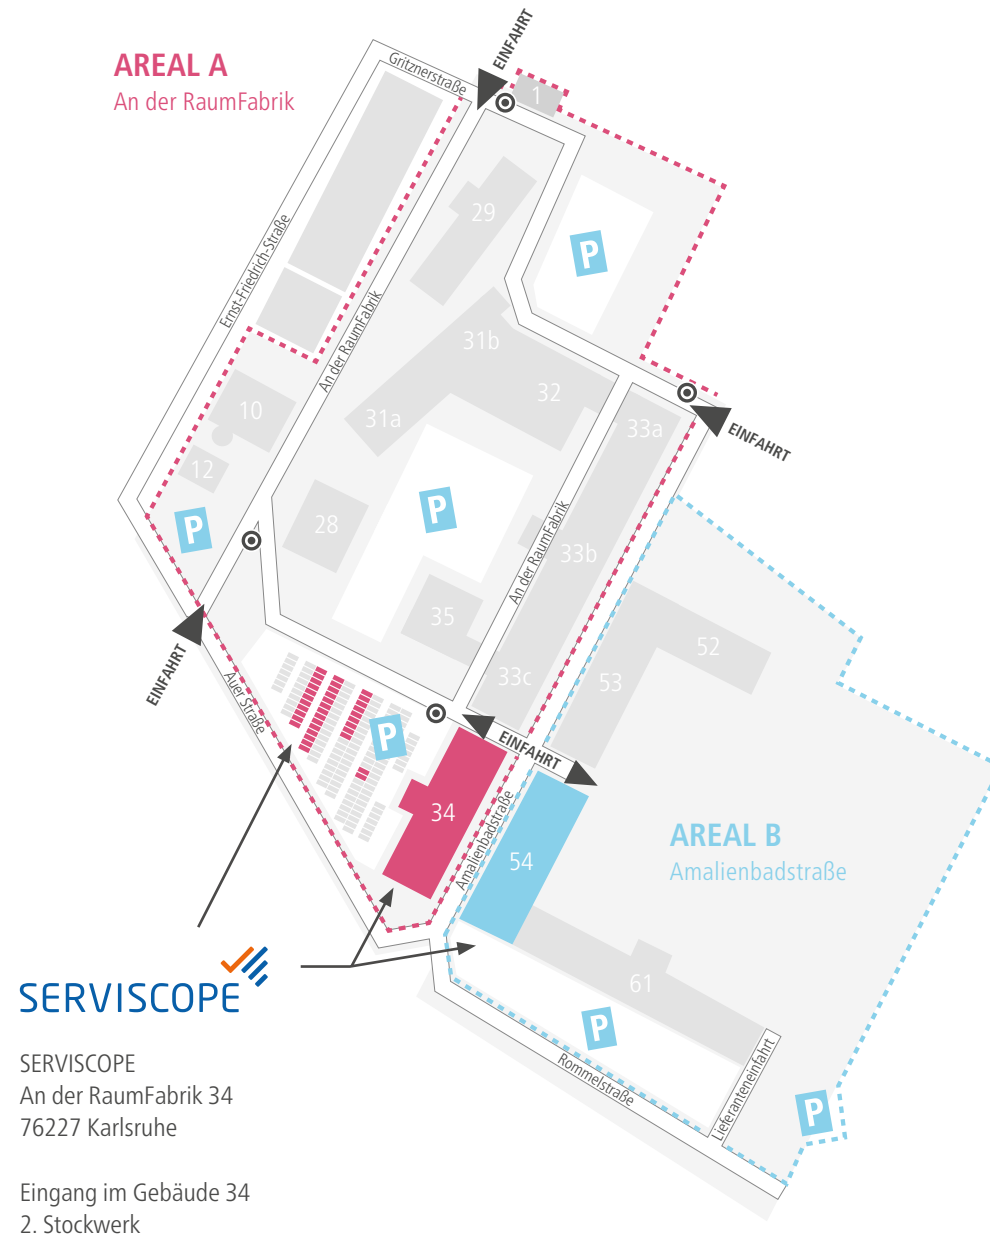 AREAL A
An der RaumFabrik
EINFAHRT
Gritznerstraße
1
29
P
Ernst-Friedrich-Straße
An der RaumFabrik
31b
32
31a
10
33a
EINFAHRT
12
P
P
28
An der RaumFabrik
33b
35
52
33c
53
EINFAHRT
Auer Straße
P
EINFAHRT
34
Amalienbadstraße
54
AREAL B
Amalienbadstraße
61
P
Rommelstraße
Lieferanteneinfahrt
P
SERVISCOPE
SERVISCOPE
An der RaumFabrik 34
76227 Karlsruhe
Eingang im Gebäude 34
2. Stockwerk